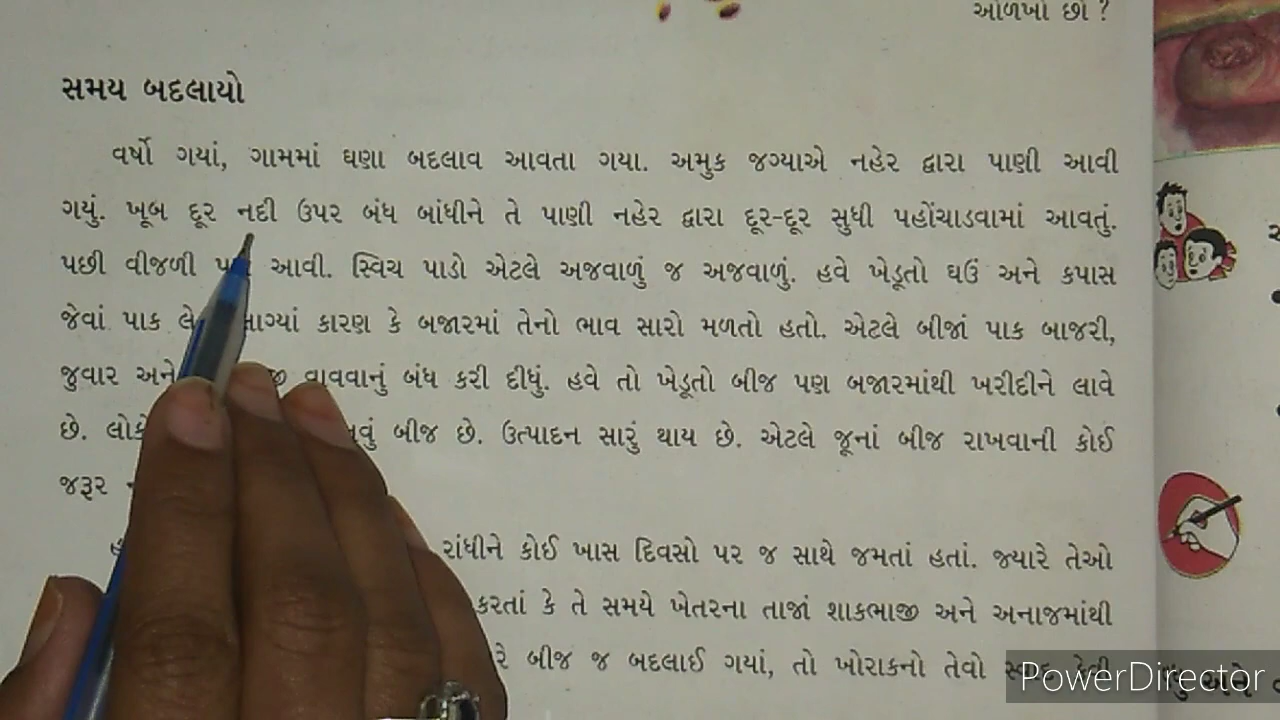 ઓળખો છો ?
સમય બદલાયો
વર્ષો ગયાં, ગામમાં ઘણા બદલાવ આવતા ગયા. અમુક જગ્યાએ નહેર દ્વારા પાણી આવી
ગયું. ખૂબ દૂર નદી ઉપર બંધ બાંધીને તે પાણી નહેર દ્વારા દૂર-દૂર સુધી પહોંચાડવામાં આવતું.
પછી વીજળી પણ આવી. સ્વિચ પાડો એટલે અજવાળું જ અજવાળું. હવે ખેડૂતો ઘઉં અને કપાસ
જેવાં પાક લાગ્યાં કારણ કે બજારમાં તેનો ભાવ સારો મળતો હતો. એટલે બીજાં પાક બાજરી,
જુવાર અને વાવવાનું બંધ કરી દીધું. હવે તો ખેડૂતો બીજ પણ બજારમાંથી ખરીદીને લાવે
છે. બીજ છે. ઉત્પાદન સારું થાય છે. એટલે જૂનાં બીજ રાખવાની કોઈ
જરૂર
રાંધીને કોઈ ખાસ દિવસો પર જ સાથે જમતાં હતાં. જ્યારે તેઓ
કરતાં કે તે સમયે ખેતરના તાજાં શાકભાજી અને અનાજમાંથી
બીજ જ બદલાઈ ગયાં, તો ખોરાકનો તેવો
PowerDirector